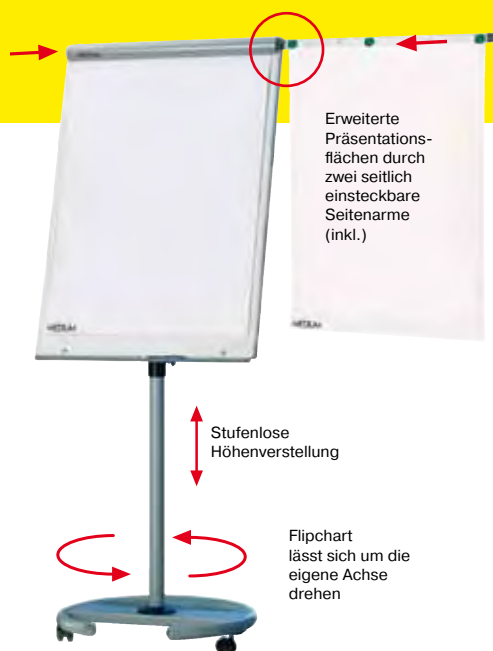 Erweiterte
Präsentations-
flächen durch
zwei seitlich
einsteckbare
Seitenarme
(inkl.)
Stufenlose
Höhenverstellung
Flipchart
lässt sich um die
eigene Achse
drehen